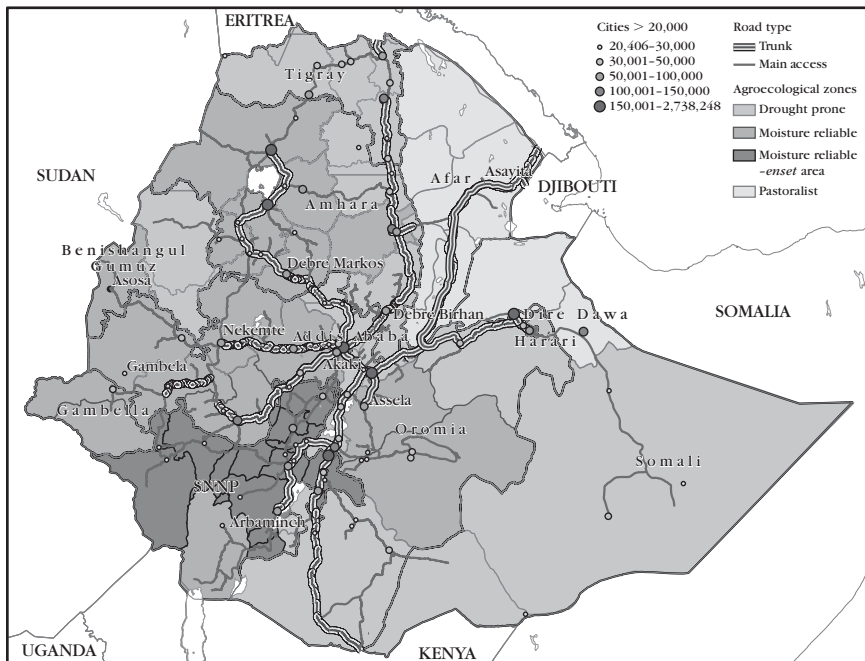 ERITREA
Cities > 20,000
20,406–30,000
30,001–50,000
50,001–100,000
100,001–150,000
150,001–2,738,248
Road type
Trunk
Main access
Agroecological zones
Drought prone
Moisture reliable
Moisture reliable
-enset area
Pastoralist
Tigray
SUDAN
Afar
Asayita
DJIBOUTI
Amhara
Benishangul
Gumuz
Asosa
Debre Markos
SOMALIA
Debre Birhan
Dire Dawa
Nekemte
Addis Ababa
Harari
Akaki
Gambela
Gambella
Assela
Oromia
Somali
SNNP
Arbaminch
UGANDA
KENYA